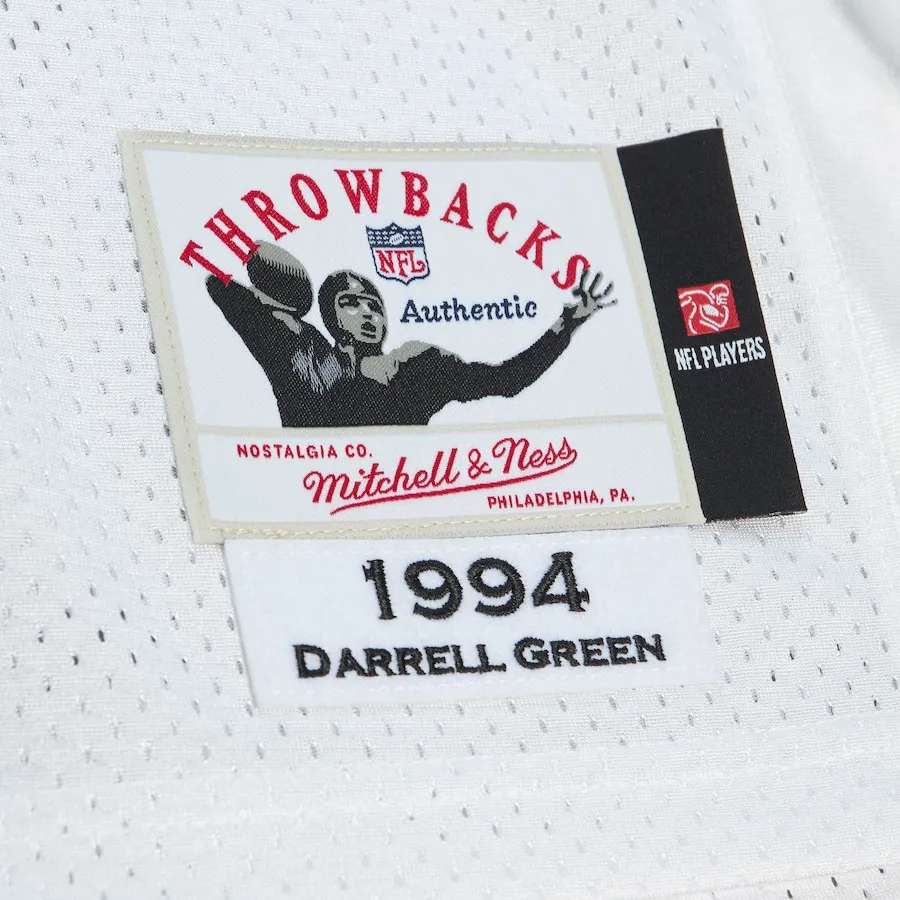 THROWBACKS
NFL
Authentic
NFL PLAYERS
NOSTALGIA CO.
Mitchell & Ness
PHILADELPHIA, PA.
1994
DARRELL GREEN